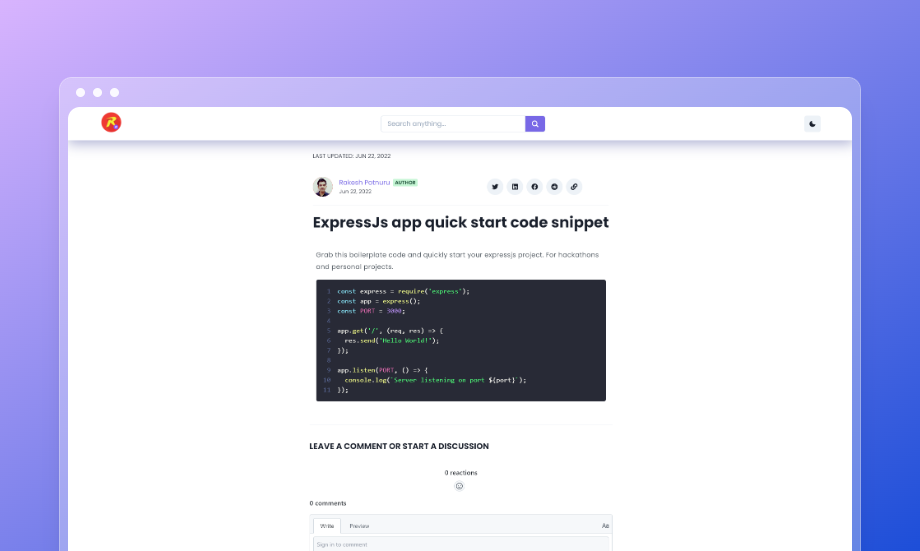 R
Search anything...
LAST UPDATED: JUN 22, 2022
Rakesh Potnuru AUTHOR
Jun 22, 2022
ExpressJs app quick start code snippet
Grab this boilerplate code and quickly start your expressjs project. For hackathons
and personal projects.
1 const express = require("express");
2 const app = express();
3 const PORT = 3000;
4
5 app.get("/", (req, res) => {
6 res.send("Hello World!");
7 });
8
9 app.listen(PORT, () => {
10 console.log(`Server listening on port ${port}`);
11 });
LEAVE A COMMENT OR START A DISCUSSION
0 reactions
0 comments
Write Preview Aa
Sign in to comment